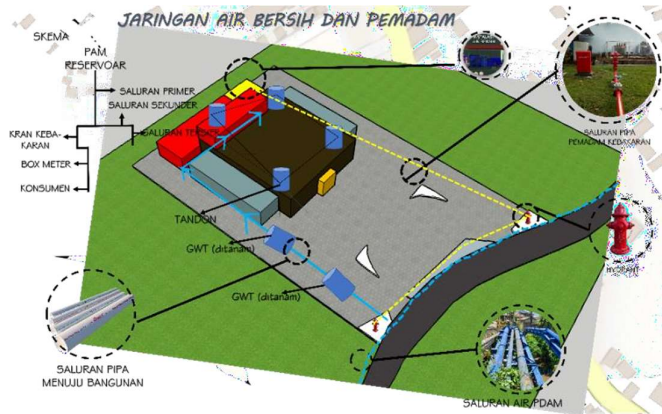 JARINGAN AIR BERSIH DAN PEMADAM
SKEMA
PAM
RESERVOAR
SALURAN PRIMER
SALURAN SEKUNDER
KRAN KEBA-
KARAN
SALURAN TERSIER
BOX METER
KONSUMEN
SALURAN PIPA
PEMADAM KEBAKARAN
TANDON
GWT (ditanam)
GWT (ditanam)
HYDRANT
SALURAN PIPA
MENUJU BANGUNAN
SALURAN AIR PDAM